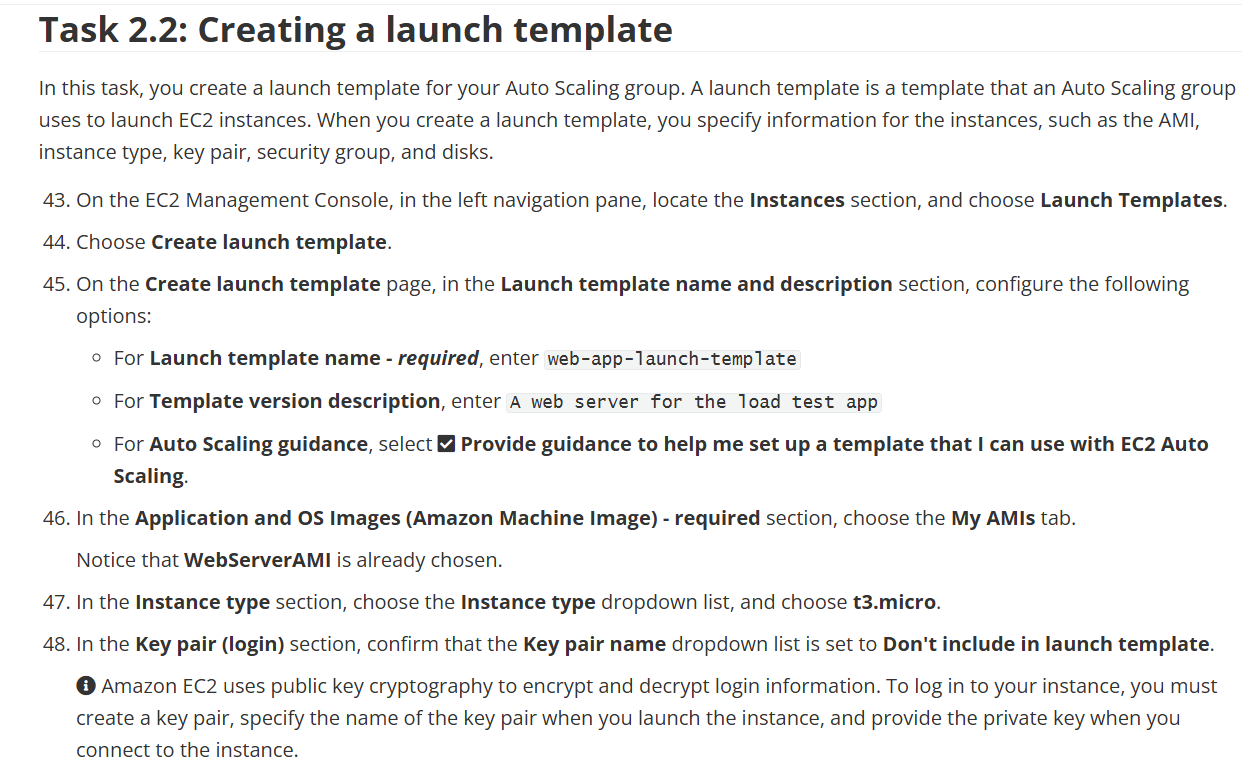 Task 2.2: Creating a launch template
In this task, you create a launch template for your Auto Scaling group. A launch template is a template that an Auto Scaling group
uses to launch EC2 instances. When you create a launch template, you specify information for the instances, such as the AMI,
instance type, key pair, security group, and disks.
43. On the EC2 Management Console, in the left navigation pane, locate the Instances section, and choose Launch Templates.
44. Choose Create launch template.
45. On the Create launch template page, in the Launch template name and description section, configure the following
options:
For Launch template name - required, enter web-app-launch-template
For Template version description, enter A web server for the load test app
For Auto Scaling guidance, select Provide guidance to help me set up a template that I can use with EC2 Auto
Scaling.
46. In the Application and OS Images (Amazon Machine Image) - required section, choose the My AMIs tab.
Notice that WebServerAMI is already chosen.
47. In the Instance type section, choose the Instance type dropdown list, and choose t3.micro.
48. In the Key pair (login) section, confirm that the Key pair name dropdown list is set to Don't include in launch template.
Amazon EC2 uses public key cryptography to encrypt and decrypt login information. To log in to your instance, you must
create a key pair, specify the name of the key pair when you launch the instance, and provide the private key when you
connect to the instance.